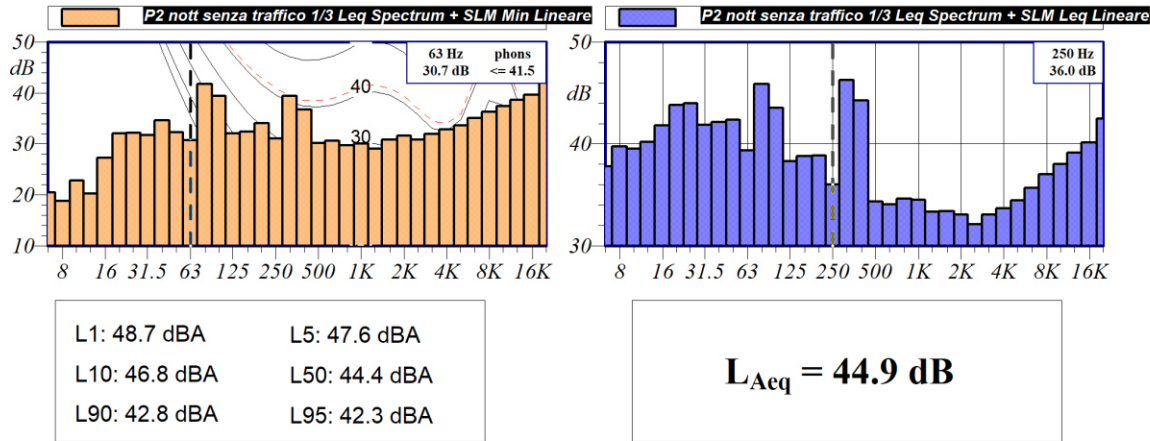 P2 nott senza traffico 1/3 Leq Spectrum + SLM Min Lineare
50
dB
40
30
20
10
63 Hz phons
30.7 dB <= 41.5
40
30
8 16 31.5 63 125 250 500 1K 2K 4K 8K 16K
P2 nott senza traffico 1/3 Leq Spectrum + SLM Leq Lineare
50
dB
40
30
250 Hz
36.0 dB
8 16 31.5 63 125 250 500 1K 2K 4K 8K 16K
L1: 48.7 dBA L5: 47.6 dBA
L10: 46.8 dBA L50: 44.4 dBA
L90: 42.8 dBA L95: 42.3 dBA
LAeq = 44.9 dB